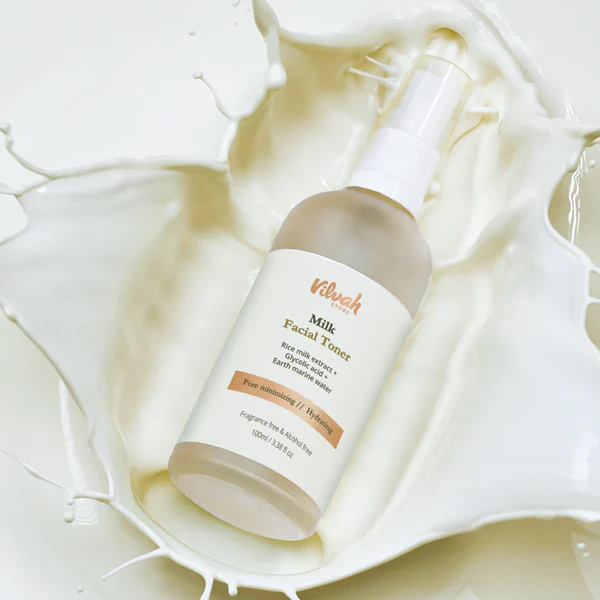 Vilvah
STORE
Milk
Facial Toner
Rice milk extract +
Glycolic acid +
Earth marine water
Pore minimizing // Hydrating
Fragrance free & Alcohol free
100ml / 3.38 fl oz